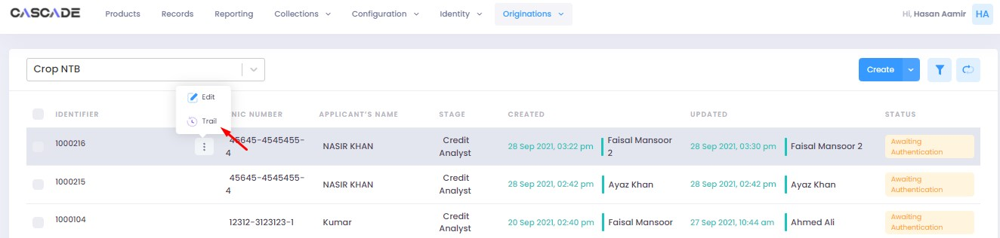 CASCADE
Products Records Reporting Collections Configuration Identity Originations
Hi, Hasan Aamir HA
Crop NTB
Create
Edit
Trail
IDENTIFIER NIC NUMBER APPLICANT'S NAME STAGE CREATED UPDATED STATUS
1000216
45645-4545455-
4
NASIR KHAN
Credit
Analyst
28 Sep 2021, 03:22 pm
Faisal Mansoor
2
28 Sep 2021, 03:30 pm
Faisal Mansoor 2
Awaiting
Authentication
1000215
45645-4545455-
4
NASIR KHAN
Credit
Analyst
28 Sep 2021, 02:42 pm
Ayaz Khan
28 Sep 2021, 02:42 pm
Ayaz Khan
Awaiting
Authentication
1000104
12312-3123123-1
Kumar
Credit
Analyst
20 Sep 2021, 02:40 pm
Faisal Mansoor
27 Sep 2021, 10:44 am
Ahmed Ali
Awaiting
Authentication